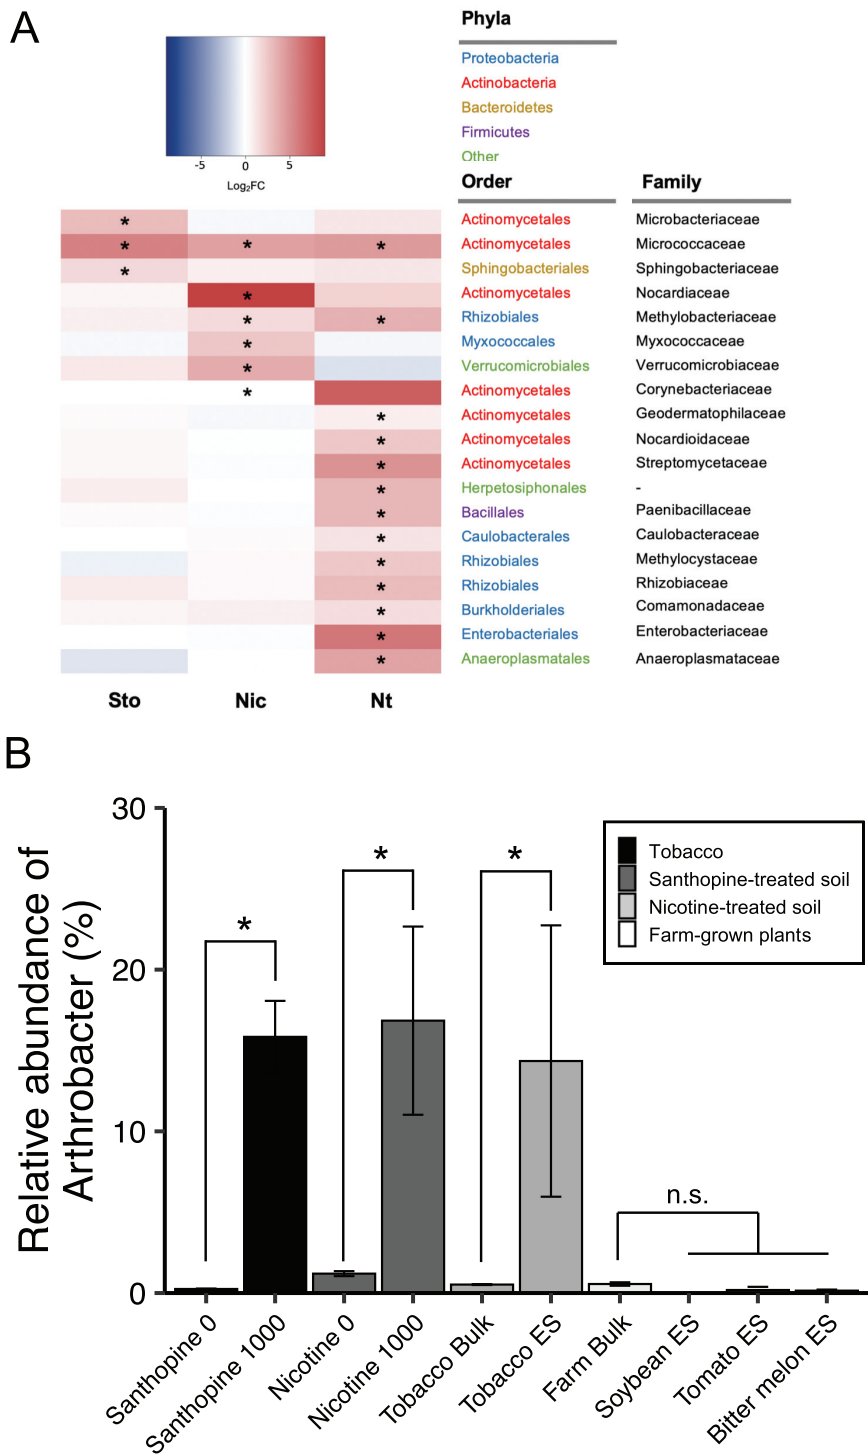 A
Phyla
Proteobacteria
Actinobacteria
Bacteroidetes
Firmicutes
Other
-5 0 5
Log2FC
Order Family
* Actinomycetales Microbacteriaceae
* * * Actinomycetales Micrococcaceae
* Sphingobacteriales Sphingobacteriaceae
* Actinomycetales Nocardiaceae
* * Rhizobiales Methylobacteriaceae
* Myxococcales Myxococcaceae
* Verrucomicrobiales Verrucomicrobiaceae
* Actinomycetales Corynebacteriaceae
* Actinomycetales Geodermatophilaceae
* Actinomycetales Nocardioidaceae
* Actinomycetales Streptomycetaceae
* Herpetosiphonales -
* Bacillales Paenibacillaceae
* Caulobacterales Caulobacteraceae
* Rhizobiales Methylocystaceae
* Rhizobiales Rhizobiaceae
* Burkholderiales Comamonadaceae
* Enterobacteriales Enterobacteriaceae
* Anaeroplasmatales Anaeroplasmataceae
Sto Nic Nt
B
Relative abundance of
Arthrobacter (%)
30
20
10
0
*
*
*
n.s.
Tobacco
Santhopine-treated soil
Nicotine-treated soil
Farm-grown plants
Santhopine 0
Santhopine 1000
Nicotine 0
Nicotine 1000
Tobacco Bulk
Tobacco ES
Farm Bulk
Soybean ES
Tomato ES
Bitter melon ES